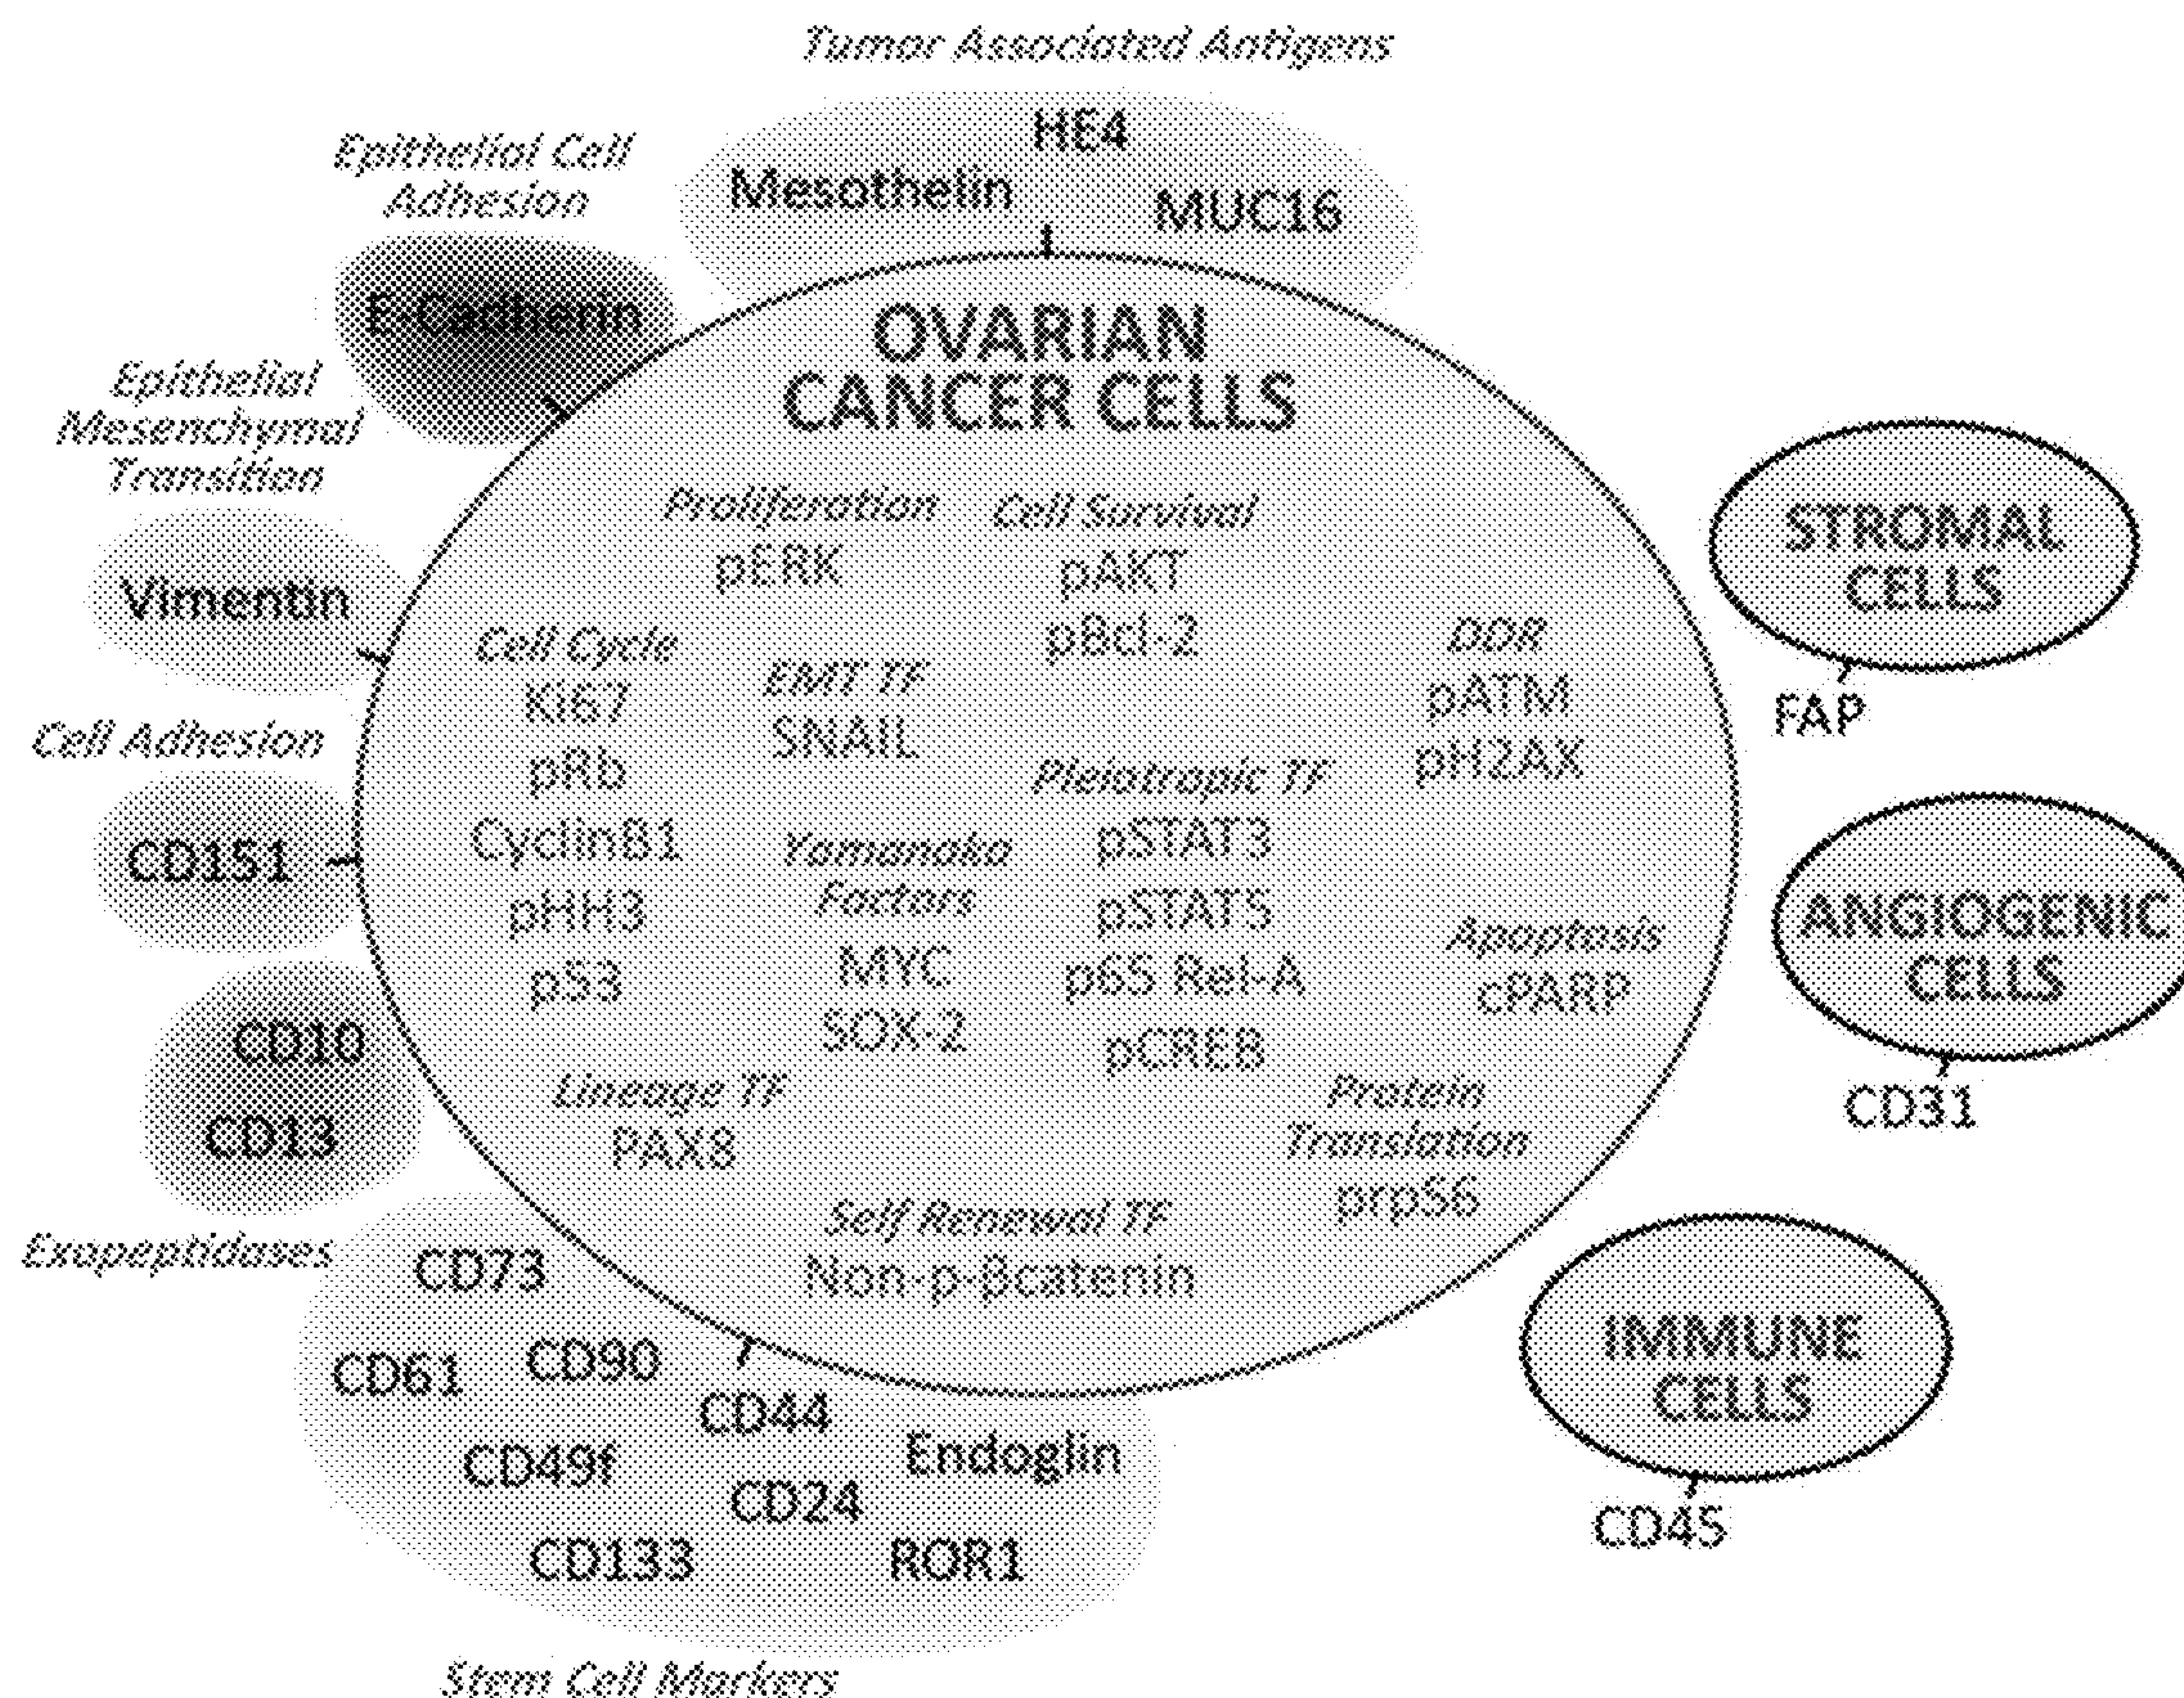 Tumor Associated Antigens
HE4
Mesothelin
MUC16
Epithelial Cell
Adhesion
E-Cadherin
Epithelial
Mesenchymal
Transition
Vimentin
Cell Adhesion
CD151
CD10
CD13
Exopeptidases
CD73
CD61
CD90
CD44
CD49f
Endoglin
CD24
CD133
ROR1
Stem Cell Markers
OVARIAN
CANCER CELLS
Proliferation
pERK
Cell Survival
pAKT
pBcl-2
Cell Cycle
Ki67
pRb
CyclinB1
pHH3
pS3
EMT TF
SNAIL
DDR
pATM
pH2AX
Pleiotropic TF
pSTAT3
pSTAT5
p65 Rel-A
pCREB
Yamanaka
Factors
MYC
SOX-2
Apoptosis
cPARP
Lineage TF
PAX8
Protein
Translation
prpS6
Self Renewal TF
Non-p-βcatenin
STROMAL
CELLS
FAP
ANGIOGENIC
CELLS
CD31
IMMUNE
CELLS
CD45